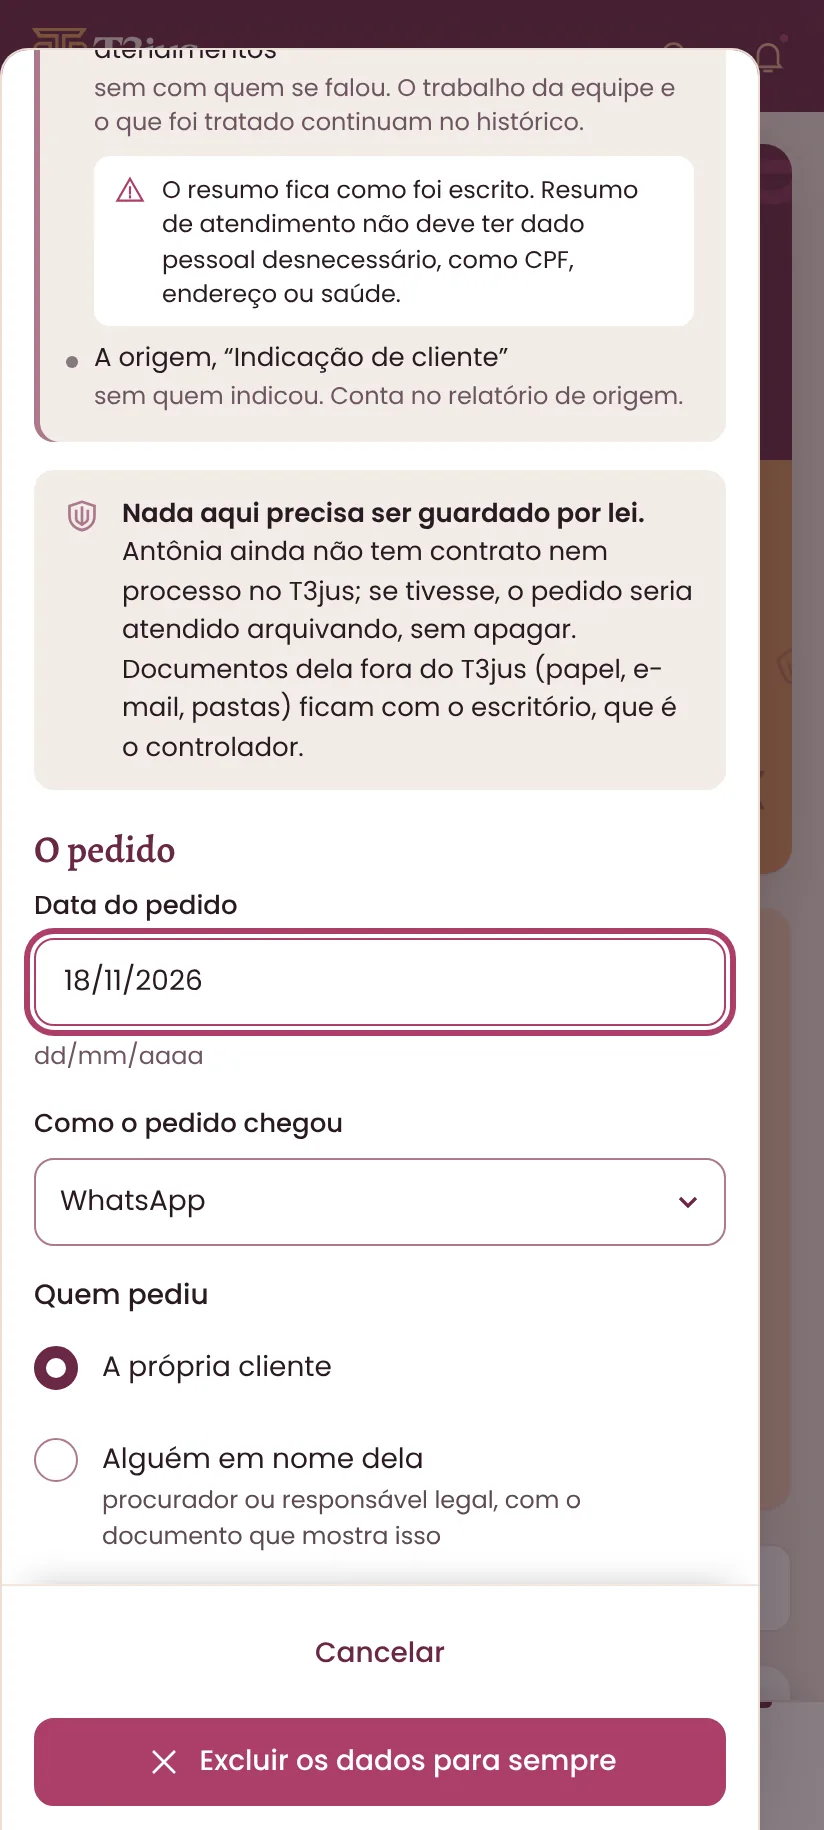 T3jus
atendimentos
sem com quem se falou. O trabalho da equipe e
o que foi tratado continuam no histórico.
O resumo fica como foi escrito. Resumo
de atendimento não deve ter dado
pessoal desnecessário, como CPF,
endereço ou saúde.
A origem, “Indicação de cliente”
sem quem indicou. Conta no relatório de origem.
Nada aqui precisa ser guardado por lei.
Antônia ainda não tem contrato nem
processo no T3jus; se tivesse, o pedido seria
atendido arquivando, sem apagar.
Documentos dela fora do T3jus (papel, e-
mail, pastas) ficam com o escritório, que é
o controlador.
O pedido
Data do pedido
18/11/2026
dd/mm/aaaa
Como o pedido chegou
WhatsApp
Quem pediu
A própria cliente
Alguém em nome dela
procurador ou responsável legal, com o
documento que mostra isso
Cancelar
Excluir os dados para sempre